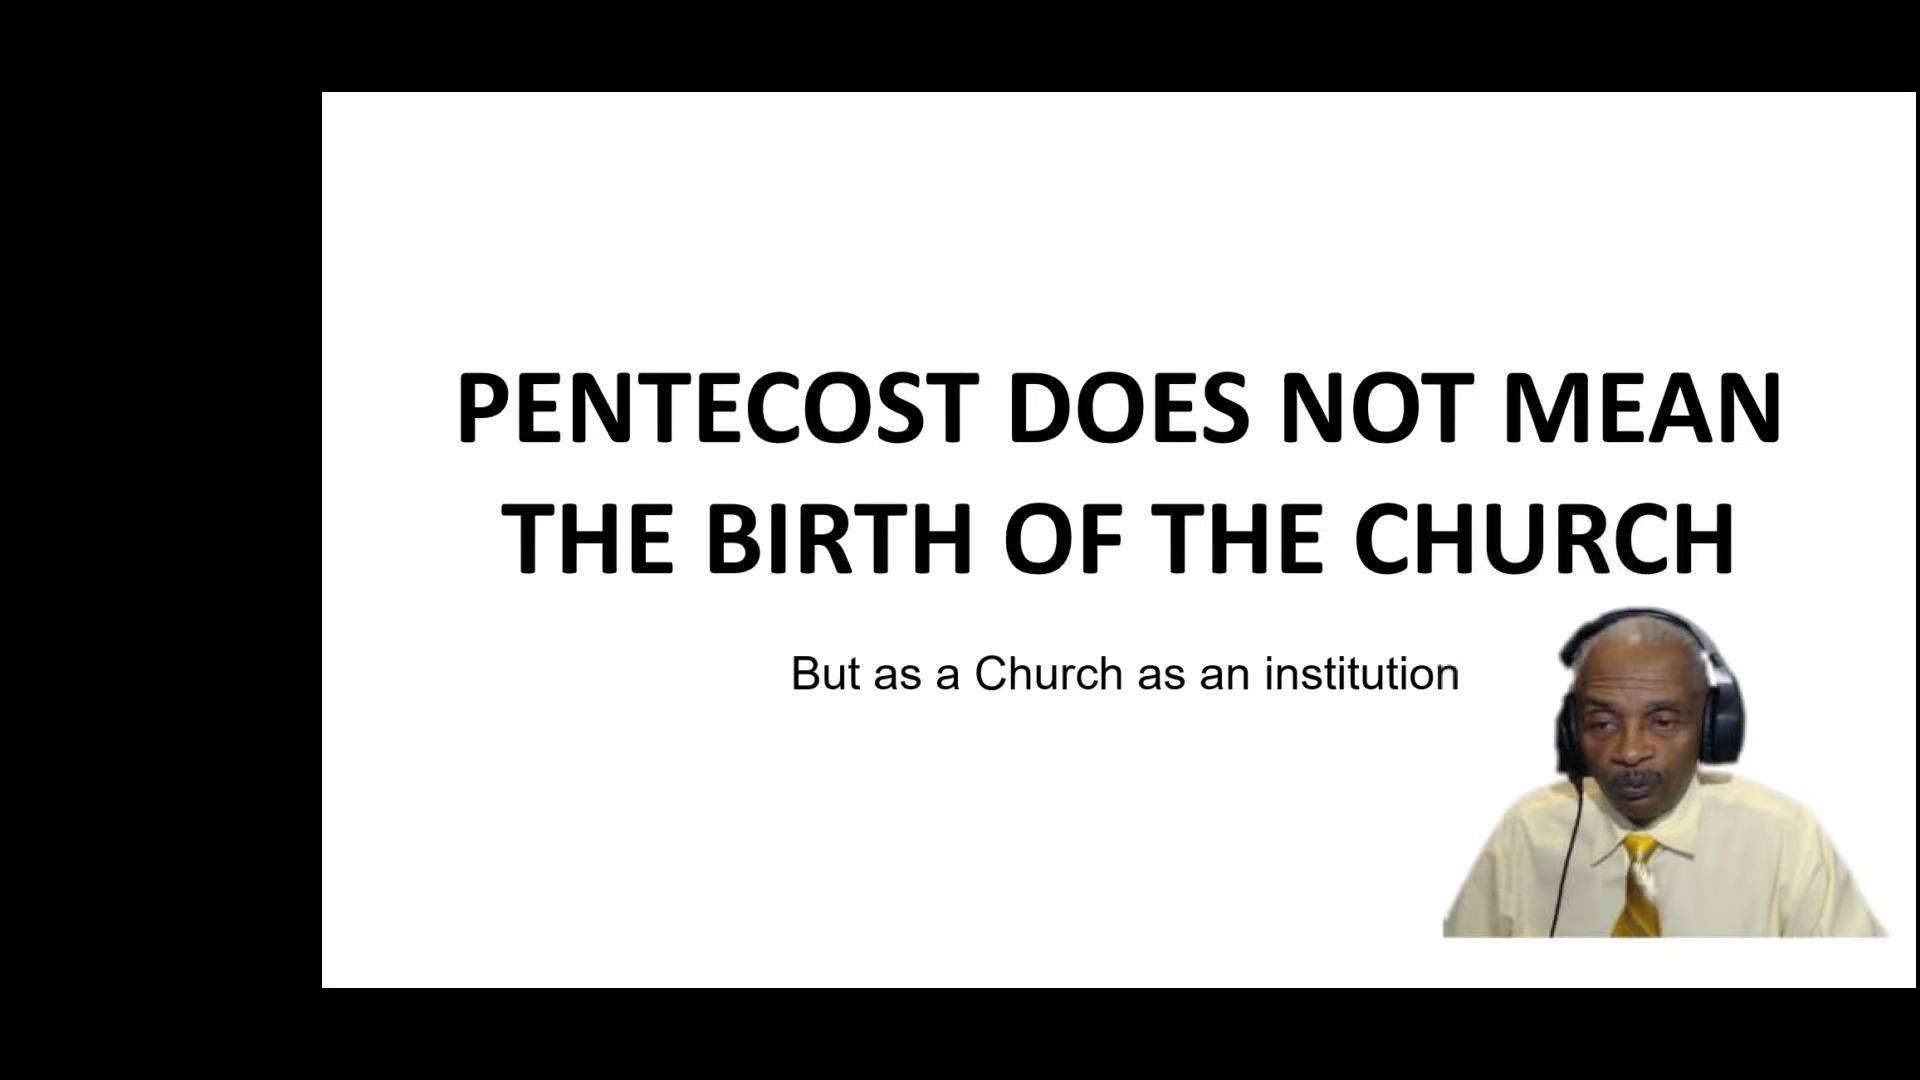 PENTECOST DOES NOT MEAN
THE BIRTH OF THE CHURCH
But as a Church as an institution